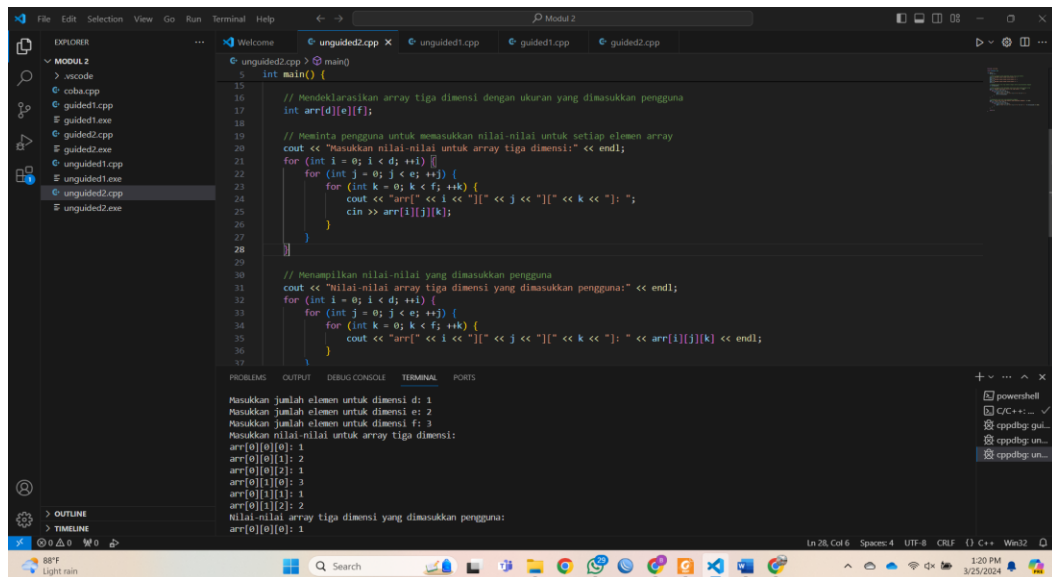 File Edit Selection View Go Run Terminal Help
Modul 2
EXPLORER
Welcome unguided2.cpp unguided1.cpp guided1.cpp guided2.cpp
MODUL 2
.vscode
coba.cpp
guided1.cpp
guided1.exe
guided2.cpp
guided2.exe
unguided1.cpp
unguided1.exe
unguided2.cpp
unguided2.exe
OUTLINE
TIMELINE
unguided2.cpp > main()
5 int main() {
15
16 // Mendeklarasikan array tiga dimensi dengan ukuran yang dimasukkan pengguna
17 int arr[d][e][f];
18
19 // Meminta pengguna untuk memasukkan nilai-nilai untuk setiap elemen array
20 cout << "Masukkan nilai-nilai untuk array tiga dimensi:" << endl;
21 for (int i = 0; i < d; ++i) {
22 for (int j = 0; j < e; ++j) {
23 for (int k = 0; k < f; ++k) {
24 cout << "arr[" << i << "][" << j << "][" << k << "]: ";
25 cin >> arr[i][j][k];
26 }
27 }
28 }
29
30 // Menampilkan nilai-nilai yang dimasukkan pengguna
31 cout << "Nilai-nilai array tiga dimensi yang dimasukkan pengguna:" << endl;
32 for (int i = 0; i < d; ++i) {
33 for (int j = 0; j < e; ++j) {
34 for (int k = 0; k < f; ++k) {
35 cout << "arr[" << i << "][" << j << "][" << k << "]: " << arr[i][j][k] << endl;
36 }
37 }
PROBLEMS OUTPUT DEBUG CONSOLE TERMINAL PORTS
Masukkan jumlah elemen untuk dimensi d: 1
Masukkan jumlah elemen untuk dimensi e: 2
Masukkan jumlah elemen untuk dimensi f: 3
Masukkan nilai-nilai untuk array tiga dimensi:
arr[0][0][0]: 1
arr[0][0][1]: 2
arr[0][0][2]: 1
arr[0][1][0]: 3
arr[0][1][1]: 1
arr[0][1][2]: 2
Nilai-nilai array tiga dimensi yang dimasukkan pengguna:
arr[0][0][0]: 1
powershell
C/C++: ...
cppdbg: gui...
cppdbg: un...
cppdbg: un...
0 0 0
Ln 28, Col 6 Spaces: 4 UTF-8 CRLF {} C++ Win32
88°F
Light rain
Search
1:20 PM
3/25/2024